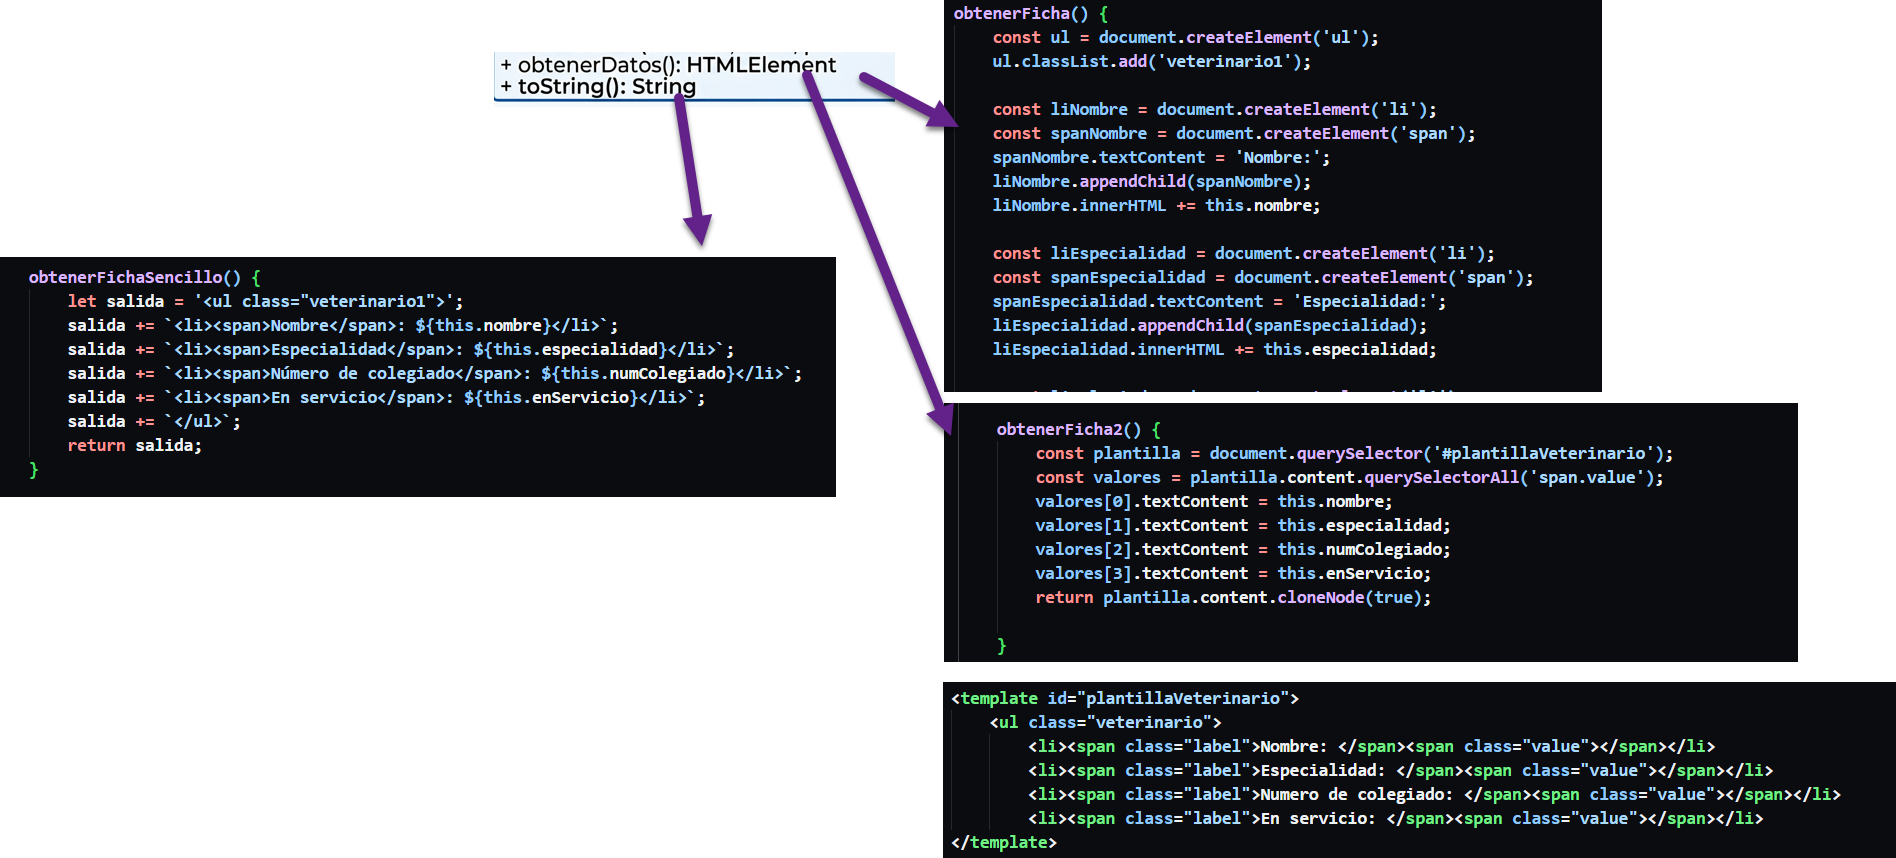 + obtenerDatos(): HTMLElement
+ toString(): String
obtenerFichaSencillo() {
let salida = '<ul class="veterinario1">';
salida += `<li><span>Nombre</span>: ${this.nombre}</li>`;
salida += `<li><span>Especialidad</span>: ${this.especialidad}</li>`;
salida += `<li><span>Número de colegiado</span>: ${this.numColegiado}</li>`;
salida += `<li><span>En servicio</span>: ${this.enServicio}</li>`;
salida += `</ul>`;
return salida;
}
obtenerFicha() {
const ul = document.createElement('ul');
ul.classList.add('veterinario1');
const liNombre = document.createElement('li');
const spanNombre = document.createElement('span');
spanNombre.textContent = 'Nombre:';
liNombre.appendChild(spanNombre);
liNombre.innerHTML += this.nombre;
const liEspecialidad = document.createElement('li');
const spanEspecialidad = document.createElement('span');
spanEspecialidad.textContent = 'Especialidad:';
liEspecialidad.appendChild(spanEspecialidad);
liEspecialidad.innerHTML += this.especialidad;
obtenerFicha2() {
const plantilla = document.querySelector('#plantillaVeterinario');
const valores = plantilla.content.querySelectorAll('span.value');
valores[0].textContent = this.nombre;
valores[1].textContent = this.especialidad;
valores[2].textContent = this.numColegiado;
valores[3].textContent = this.enServicio;
return plantilla.content.cloneNode(true);
}
<template id="plantillaVeterinario">
<ul class="veterinario">
<li><span class="label">Nombre: </span><span class="value"></span></li>
<li><span class="label">Especialidad: </span><span class="value"></span></li>
<li><span class="label">Numero de colegiado: </span><span class="value"></span></li>
<li><span class="label">En servicio: </span><span class="value"></span></li>
</template>